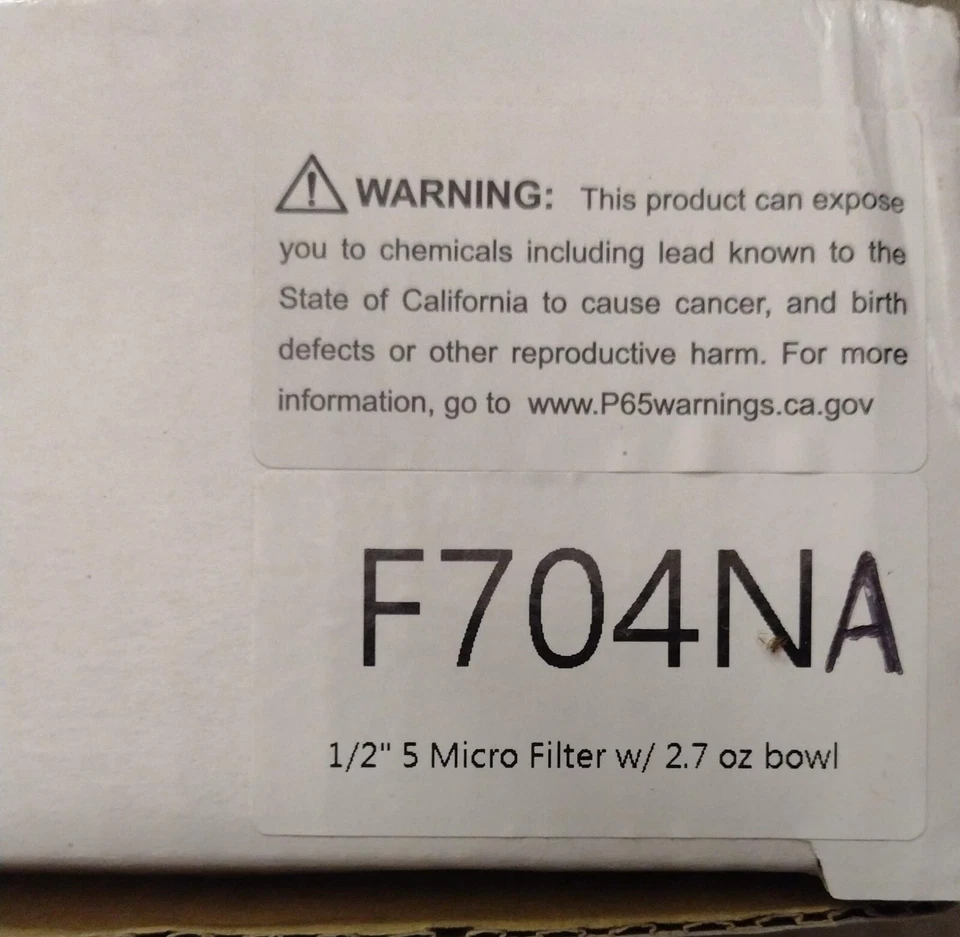 ⚠ WARNING: This product can expose
you to chemicals including lead known to the
State of California to cause cancer, and birth
defects or other reproductive harm. For more
information, go to www.P65warnings.ca.gov
F704NA
1/2" 5 Micro Filter w/ 2.7 oz bowl